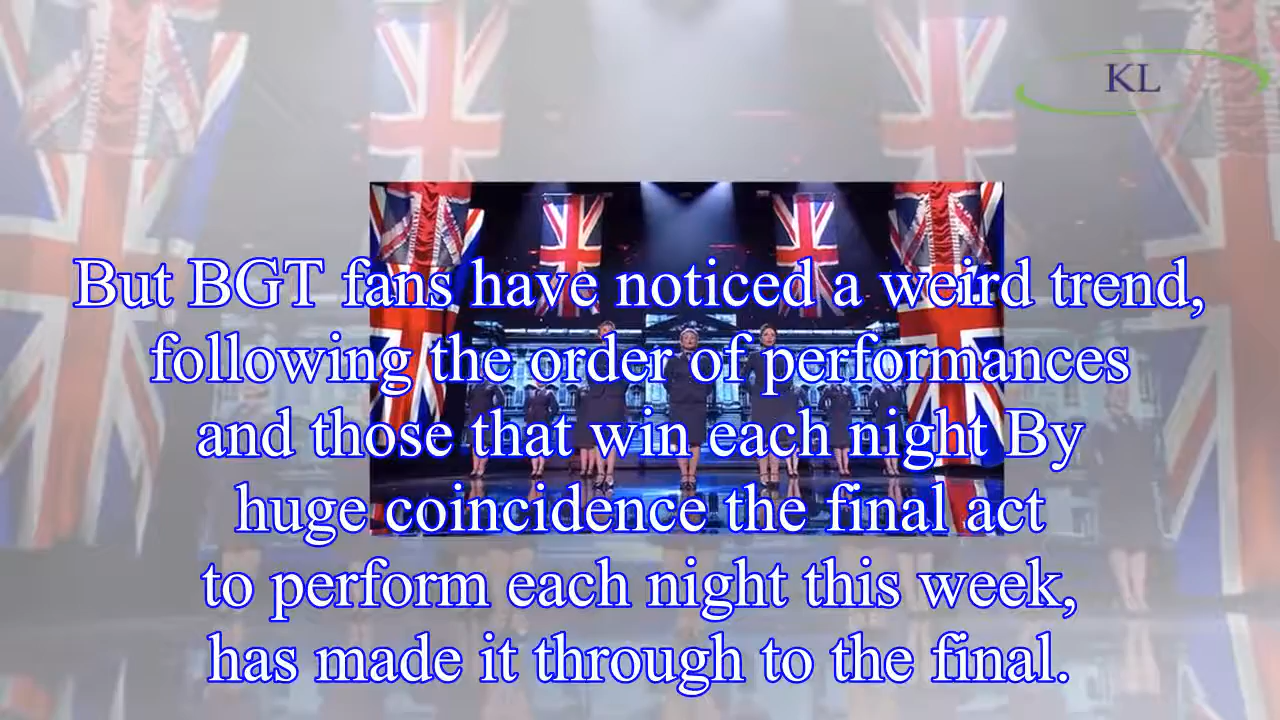 KL
But BGT fans have noticed a weird trend,
following the order of performances
and those that win each night By
huge coincidence the final act
to perform each night this week,
has made it through to the final.